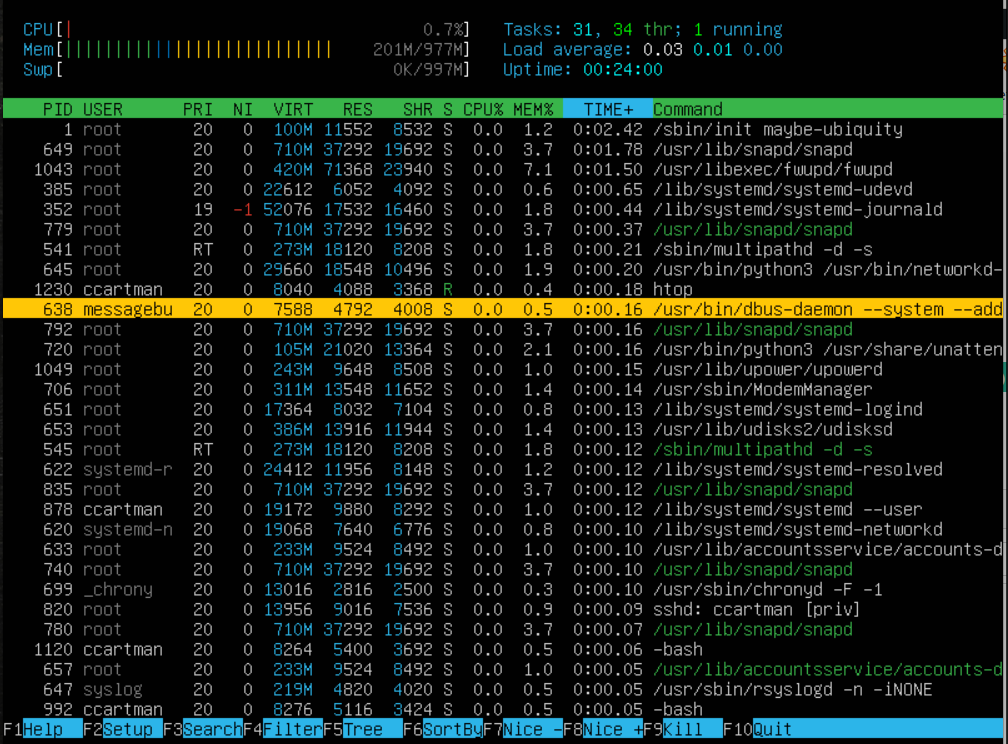 CPU[| 0.7%] Tasks: 31, 34 thr; 1 running
Mem[||||||||||||||||||||||||||| 201M/977M] Load average: 0.03 0.01 0.00
Swp[ 0K/997M] Uptime: 00:24:00
PID USER PRI NI VIRT RES SHR S CPU% MEM% TIME+ Command
1 root 20 0 100M 11552 8532 S 0.0 1.2 0:02.42 /sbin/init maybe-ubiquity
649 root 20 0 710M 37292 19692 S 0.0 3.7 0:01.78 /usr/lib/snapd/snapd
1043 root 20 0 420M 71368 23940 S 0.0 7.1 0:01.50 /usr/libexec/fwupd/fwupd
385 root 20 0 22612 6052 4092 S 0.0 0.6 0:00.65 /lib/systemd/systemd-udevd
352 root 19 -1 52076 17532 16460 S 0.0 1.8 0:00.44 /lib/systemd/systemd-journald
779 root 20 0 710M 37292 19692 S 0.0 3.7 0:00.37 /usr/lib/snapd/snapd
541 root RT 0 273M 18120 8208 S 0.0 1.8 0:00.21 /sbin/multipathd -d -s
645 root 20 0 29660 18548 10496 S 0.0 1.9 0:00.20 /usr/bin/python3 /usr/bin/networkd-
1230 ccartman 20 0 8040 4088 3368 R 0.0 0.4 0:00.18 htop
638 messagebu 20 0 7588 4792 4008 S 0.0 0.5 0:00.16 /usr/bin/dbus-daemon --system --add
792 root 20 0 710M 37292 19692 S 0.0 3.7 0:00.16 /usr/lib/snapd/snapd
720 root 20 0 105M 21020 13364 S 0.0 2.1 0:00.16 /usr/bin/python3 /usr/share/unatten
1049 root 20 0 243M 9648 8508 S 0.0 1.0 0:00.15 /usr/lib/upower/upowerd
706 root 20 0 311M 13548 11652 S 0.0 1.4 0:00.14 /usr/sbin/ModemManager
651 root 20 0 17364 8032 7104 S 0.0 0.8 0:00.13 /lib/systemd/systemd-logind
653 root 20 0 386M 13916 11944 S 0.0 1.4 0:00.13 /usr/lib/udisks2/udisksd
545 root RT 0 273M 18120 8208 S 0.0 1.8 0:00.12 /sbin/multipathd -d -s
622 systemd-r 20 0 24412 11956 8148 S 0.0 1.2 0:00.12 /lib/systemd/systemd-resolved
835 root 20 0 710M 37292 19692 S 0.0 3.7 0:00.12 /usr/lib/snapd/snapd
878 ccartman 20 0 19172 9880 8292 S 0.0 1.0 0:00.12 /lib/systemd/systemd --user
620 systemd-n 20 0 19068 7640 6776 S 0.0 0.8 0:00.10 /lib/systemd/systemd-networkd
633 root 20 0 233M 9524 8492 S 0.0 1.0 0:00.10 /usr/lib/accountsservice/accounts-d
740 root 20 0 710M 37292 19692 S 0.0 3.7 0:00.10 /usr/lib/snapd/snapd
699 _chrony 20 0 13016 2816 2500 S 0.0 0.3 0:00.10 /usr/sbin/chronyd -F -1
820 root 20 0 13956 9016 7536 S 0.0 0.9 0:00.09 sshd: ccartman [priv]
780 root 20 0 710M 37292 19692 S 0.0 3.7 0:00.07 /usr/lib/snapd/snapd
1120 ccartman 20 0 8264 5400 3692 S 0.0 0.5 0:00.06 -bash
657 root 20 0 233M 9524 8492 S 0.0 1.0 0:00.05 /usr/lib/accountsservice/accounts-d
647 syslog 20 0 219M 4820 4020 S 0.0 0.5 0:00.05 /usr/sbin/rsyslogd -n -iNONE
992 ccartman 20 0 8276 5116 3424 S 0.0 0.5 0:00.05 -bash
F1Help F2Setup F3SearchF4FilterF5Tree F6SortByF7Nice -F8Nice +F9Kill F10Quit